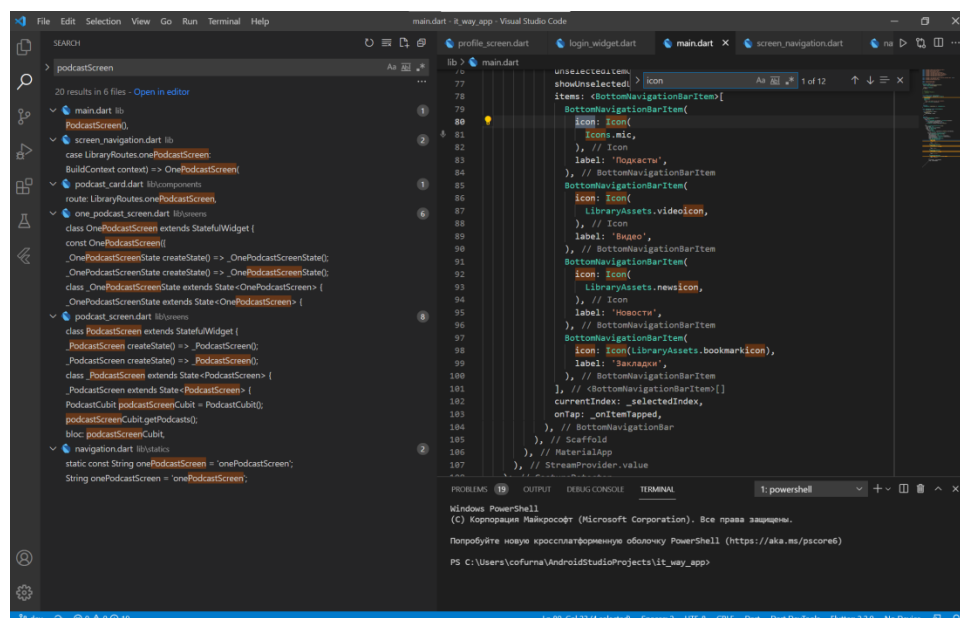 File Edit Selection View Go Run Terminal Help
main.dart - it_way_app - Visual Studio Code
SEARCH
podcastScreen
20 results in 6 files - Open in editor
main.dart lib 1
PodcastScreen(),
screen_navigation.dart lib 2
case LibraryRoutes.onePodcastScreen:
BuildContext context) => OnePodcastScreen(
podcast_card.dart lib\components 1
route: LibraryRoutes.onePodcastScreen,
one_podcast_screen.dart lib\sreens 6
class OnePodcastScreen extends StatefulWidget {
const OnePodcastScreen({
_OnePodcastScreenState createState() => _OnePodcastScreenState();
_OnePodcastScreenState createState() => _OnePodcastScreenState();
class _OnePodcastScreenState extends State<OnePodcastScreen> {
_OnePodcastScreenState extends State<OnePodcastScreen> {
podcast_screen.dart lib\sreens 8
class PodcastScreen extends StatefulWidget {
_PodcastScreen createState() => _PodcastScreen();
_PodcastScreen createState() => _PodcastScreen();
class _PodcastScreen extends State<PodcastScreen> {
_PodcastScreen extends State<PodcastScreen> {
PodcastCubit podcastScreenCubit = PodcastCubit();
podcastScreenCubit.getPodcasts();
bloc: podcastScreenCubit,
navigation.dart lib\statics 2
static const String onePodcastScreen = 'onePodcastScreen';
String onePodcastScreen = 'onePodcastScreen';
profile_screen.dart login_widget.dart main.dart screen_navigation.dart na
lib > main.dart
icon Aa 1 of 12
77 showUnselectedL
78 items: <BottomNavigationBarItem>[
79 BottomNavigationBarItem(
80 icon: Icon(
81 Icons.mic,
82 ), // Icon
83 label: 'Подкасты',
84 ), // BottomNavigationBarItem
85 BottomNavigationBarItem(
86 icon: Icon(
87 LibraryAssets.videoicon,
88 ), // Icon
89 label: 'Видео',
90 ), // BottomNavigationBarItem
91 BottomNavigationBarItem(
92 icon: Icon(
93 LibraryAssets.newsicon,
94 ), // Icon
95 label: 'Новости',
96 ), // BottomNavigationBarItem
97 BottomNavigationBarItem(
98 icon: Icon(LibraryAssets.bookmarkicon),
99 label: 'Закладки',
100 ), // BottomNavigationBarItem
101 ], // <BottomNavigationBarItem>[]
102 currentIndex: _selectedIndex,
103 onTap: _onItemTapped,
104 ), // BottomNavigationBar
105 ), // Scaffold
106 ), // MaterialApp
107 ), // StreamProvider.value
PROBLEMS 19 OUTPUT DEBUG CONSOLE TERMINAL 1: powershell
Windows PowerShell
(C) Корпорация Майкрософт (Microsoft Corporation). Все права защищены.
Попробуйте новую кроссплатформенную оболочку PowerShell (https://aka.ms/pscore6)
PS C:\Users\cofurna\AndroidStudioProjects\it_way_app>